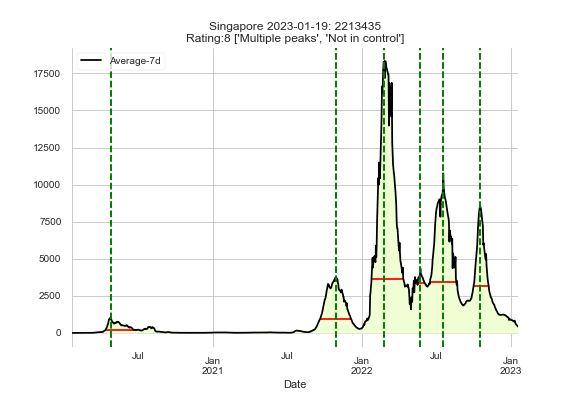 Singapore 2023-01-19: 2213435
Rating:8 ['Multiple peaks', 'Not in control']
Average-7d
17500
15000
12500
10000
7500
5000
2500
0
Jul
Jan
2021
Jul
Jan
2022
Jul
Jan
2023
Date